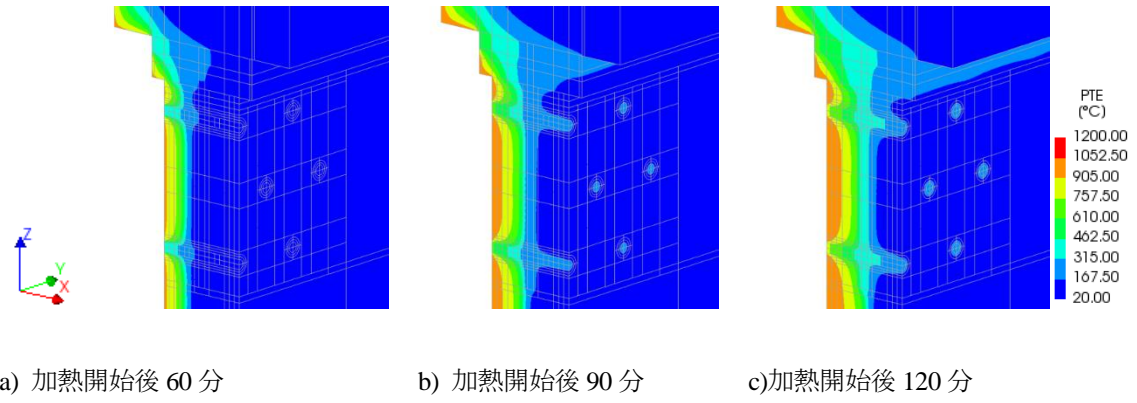 PTE
(°C)
1200.00
1052.50
905.00
757.50
610.00
462.50
315.00
167.50
20.00
Z
Y
X
a) 加熱開始後 60 分
b) 加熱開始後 90 分
c)加熱開始後 120 分